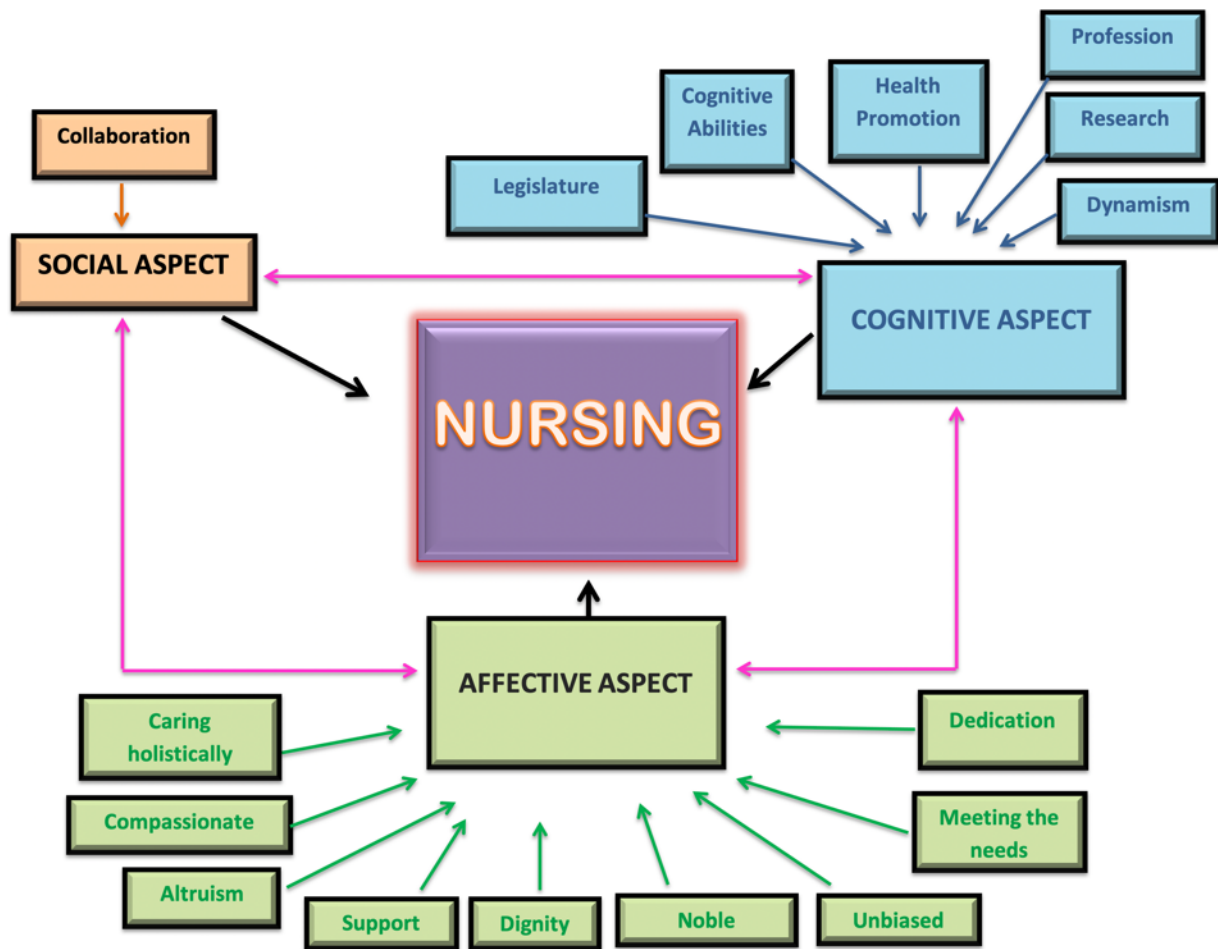 Profession
Health
Promotion
Cognitive
Abilities
Research
Collaboration
Legislature
Dynamism
SOCIAL ASPECT
COGNITIVE ASPECT
NURSING
AFFECTIVE ASPECT
Caring
holistically
Dedication
Compassionate
Meeting the
needs
Altruism
Support
Dignity
Noble
Unbiased